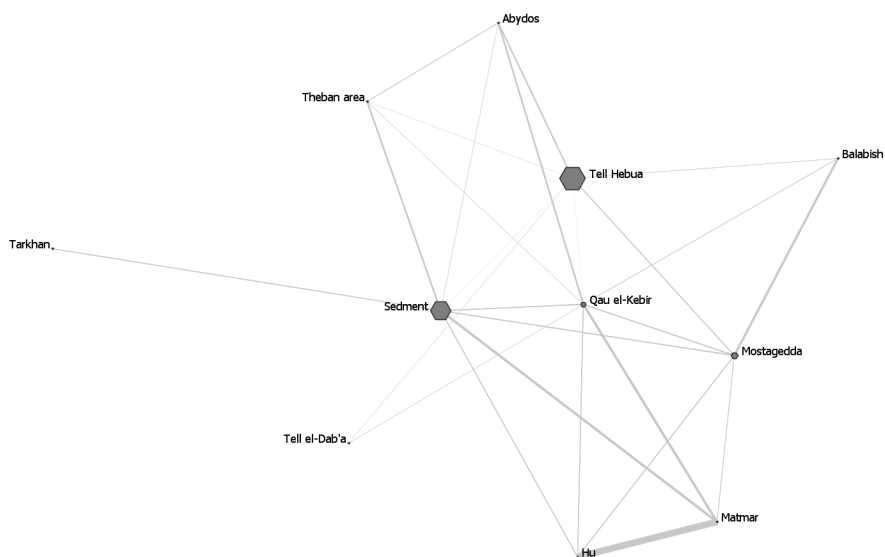 Abydos
Theban area
Balabish
Tell Hebua
Tarkhan
Sedment
Qau el-Kebir
Mostagedda
Tell el-Dab'a
Matmar
Hu